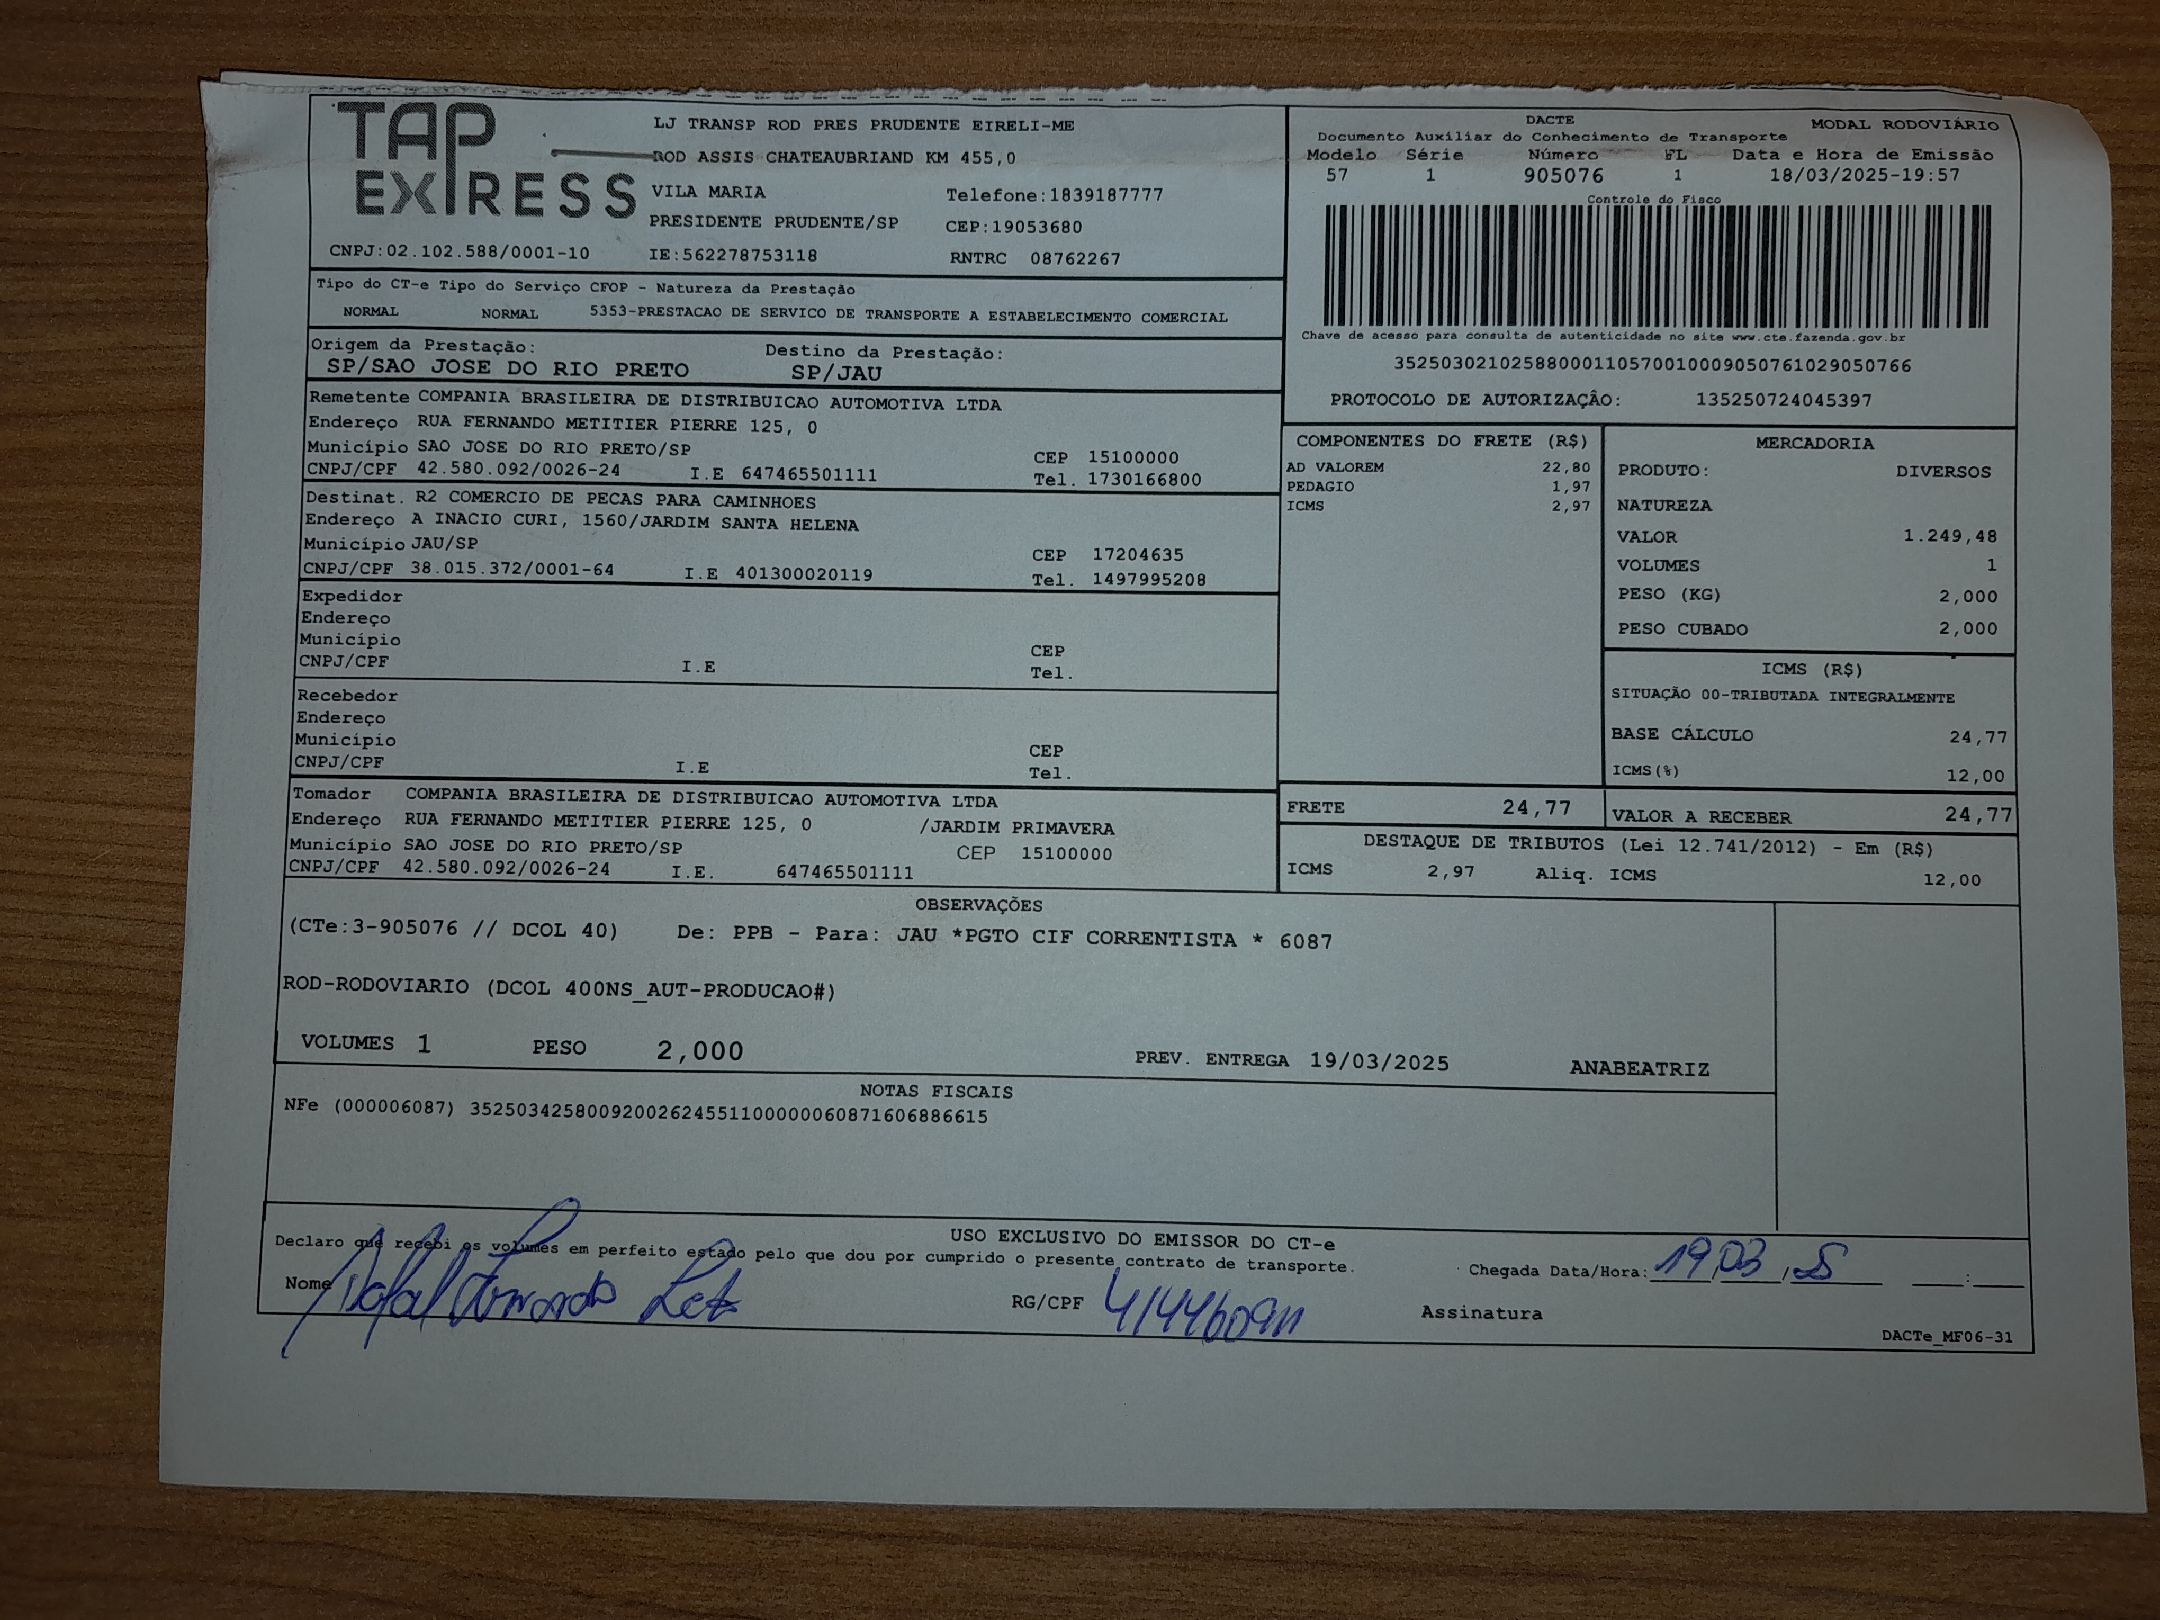 TAP EXPRESS
LJ TRANSP ROD PRES PRUDENTE EIRELI-ME
ROD ASSIS CHATEAUBRIAND KM 455,0
VILA MARIA Telefone:1839187777
PRESIDENTE PRUDENTE/SP CEP:19053680
CNPJ:02.102.588/0001-10 IE:562278753118 RNTRC 08762267
DACTE MODAL RODOVIÁRIO
Documento Auxiliar do Conhecimento de Transporte
Modelo Série Número FL Data e Hora de Emissão
57 1 905076 1 18/03/2025-19:57
Controle do Fisco
Chave de acesso para consulta de autenticidade no site www.cte.fazenda.gov.br
35250302102588000110570010009050761029050766
PROTOCOLO DE AUTORIZAÇÃO: 135250724045397
Tipo do CT-e Tipo do Serviço CFOP - Natureza da Prestação
NORMAL NORMAL 5353-PRESTACAO DE SERVICO DE TRANSPORTE A ESTABELECIMENTO COMERCIAL
Origem da Prestação: Destino da Prestação:
SP/SAO JOSE DO RIO PRETO SP/JAU
Remetente COMPANIA BRASILEIRA DE DISTRIBUICAO AUTOMOTIVA LTDA
Endereço RUA FERNANDO METITIER PIERRE 125, 0
Município SAO JOSE DO RIO PRETO/SP CEP 15100000
CNPJ/CPF 42.580.092/0026-24 I.E 647465501111 Tel. 1730166800
Destinat. R2 COMERCIO DE PECAS PARA CAMINHOES
Endereço A INACIO CURI, 1560/JARDIM SANTA HELENA
Município JAU/SP CEP 17204635
CNPJ/CPF 38.015.372/0001-64 I.E 401300020119 Tel. 1497995208
Expedidor
Endereço
Município CEP
CNPJ/CPF I.E Tel.
Recebedor
Endereço
Município CEP
CNPJ/CPF I.E Tel.
Tomador COMPANIA BRASILEIRA DE DISTRIBUICAO AUTOMOTIVA LTDA
Endereço RUA FERNANDO METITIER PIERRE 125, 0 /JARDIM PRIMAVERA
Município SAO JOSE DO RIO PRETO/SP CEP 15100000
CNPJ/CPF 42.580.092/0026-24 I.E. 647465501111
COMPONENTES DO FRETE (R$)
AD VALOREM 22,80
PEDAGIO 1,97
ICMS 2,97
MERCADORIA
PRODUTO: DIVERSOS
NATUREZA
VALOR 1.249,48
VOLUMES 1
PESO (KG) 2,000
PESO CUBADO 2,000
ICMS (R$)
SITUAÇÃO 00-TRIBUTADA INTEGRALMENTE
BASE CÁLCULO 24,77
ICMS(%) 12,00
FRETE 24,77 VALOR A RECEBER 24,77
DESTAQUE DE TRIBUTOS (Lei 12.741/2012) - Em (R$)
ICMS 2,97 Aliq. ICMS 12,00
OBSERVAÇÕES
(CTe:3-905076 // DCOL 40) De: PPB - Para: JAU *PGTO CIF CORRENTISTA * 6087
ROD-RODOVIARIO (DCOL 400NS_AUT-PRODUCAO#)
VOLUMES 1 PESO 2,000 PREV. ENTREGA 19/03/2025 ANABEATRIZ
NOTAS FISCAIS
NFe (000006087) 35250342580092002624551100000060871606886615
USO EXCLUSIVO DO EMISSOR DO CT-e
Declaro que recebi os volumes em perfeito estado pelo que dou por cumprido o presente contrato de transporte. Chegada Data/Hora: 19,03,25 :
Nome RG/CPF Assinatura
DACTe_MF06-31